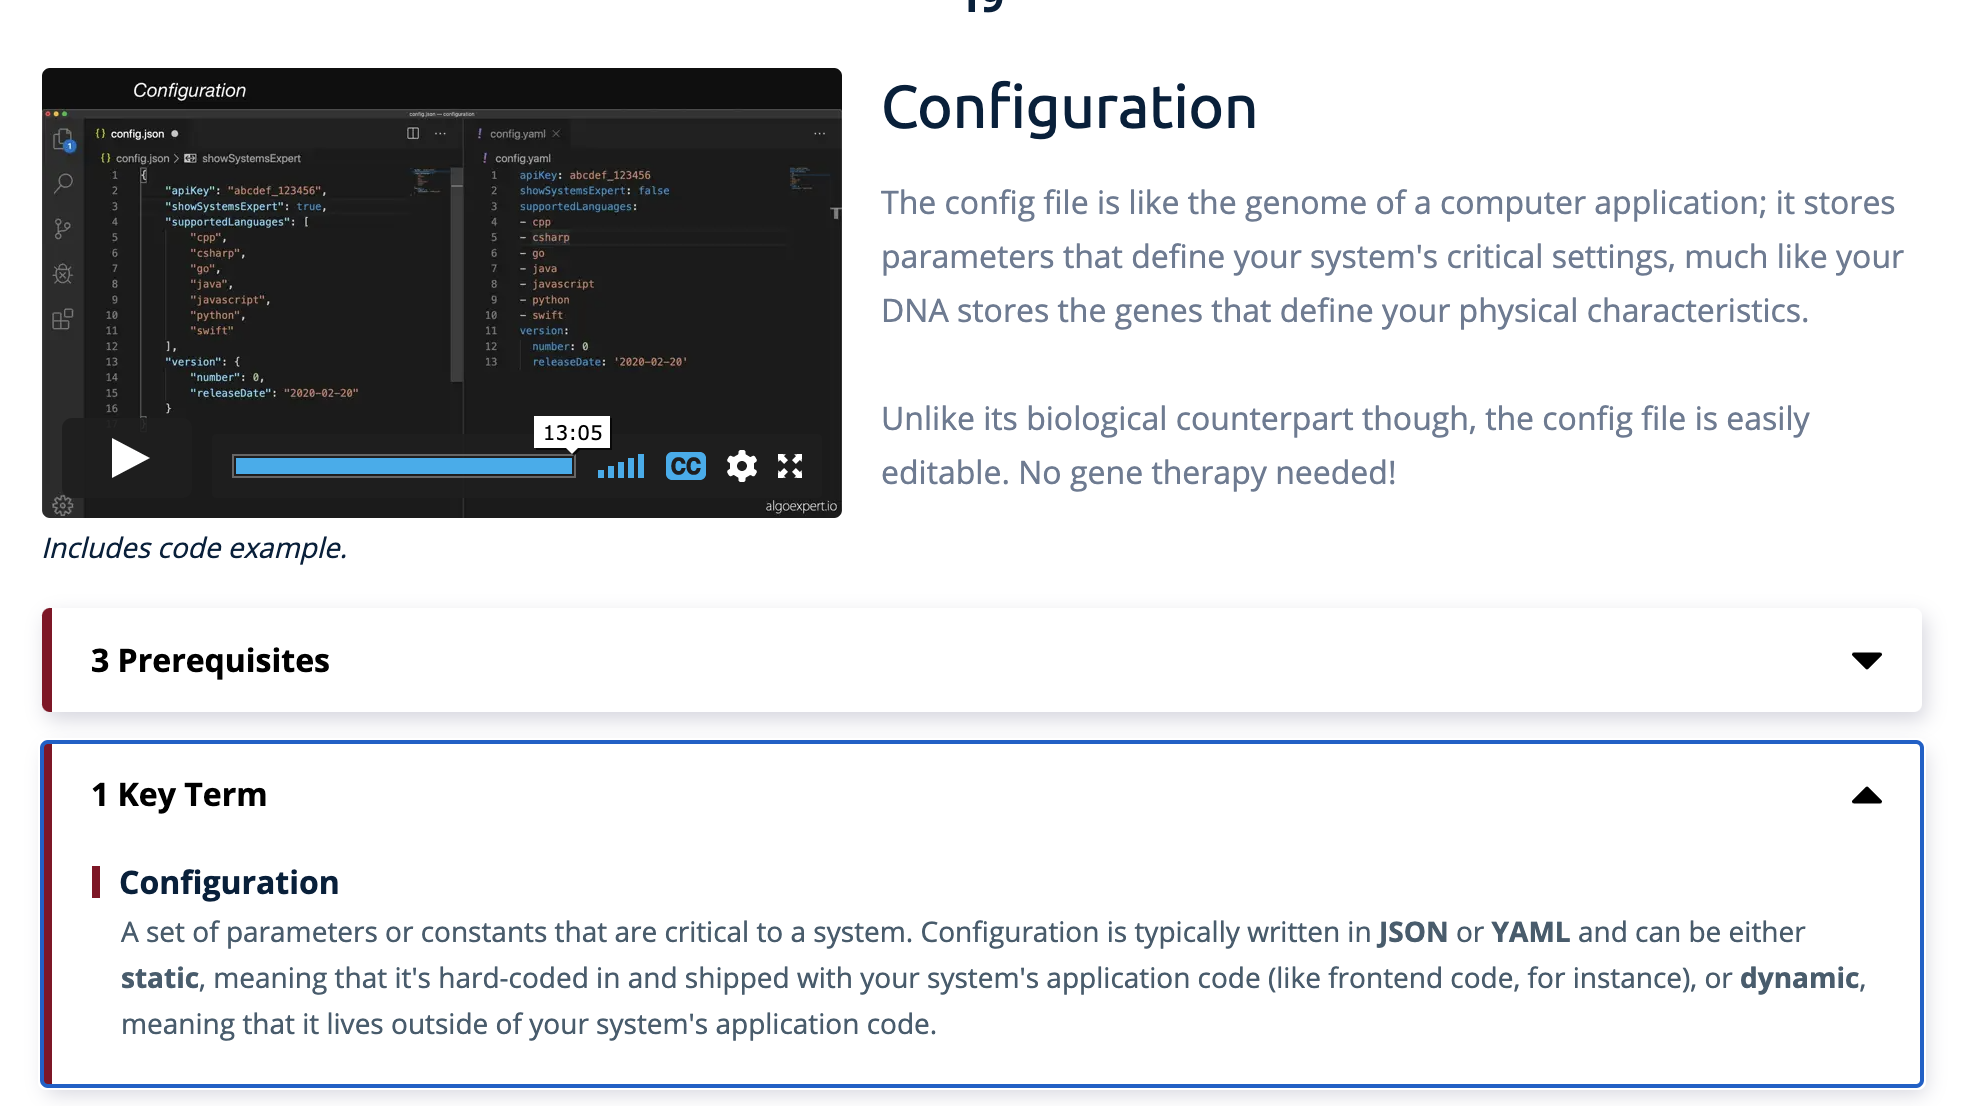 Configuration
config.json — configuration
{} config.json ●
{} config.json > showSystemsExpert
1 {
2 "apiKey": "abcdef_123456",
3 "showSystemsExpert": true,
4 "supportedLanguages": [
5 "cpp",
6 "csharp",
7 "go",
8 "java",
9 "javascript",
10 "python",
11 "swift"
12 ],
13 "version": {
14 "number": 0,
15 "releaseDate": "2020-02-20"
16 }
17 }
! config.yaml ×
! config.yaml
1 apiKey: abcdef_123456
2 showSystemsExpert: false
3 supportedLanguages:
4 - cpp
5 - csharp
6 - go
7 - java
8 - javascript
9 - python
10 - swift
11 version:
12 number: 0
13 releaseDate: '2020-02-20'
1
T
13:05
CC
algoexpert.io
Includes code example.
Configuration
The config file is like the genome of a computer application; it stores
parameters that define your system's critical settings, much like your
DNA stores the genes that define your physical characteristics.
Unlike its biological counterpart though, the config file is easily
editable. No gene therapy needed!
3 Prerequisites
1 Key Term
Configuration
A set of parameters or constants that are critical to a system. Configuration is typically written in JSON or YAML and can be either
static, meaning that it's hard-coded in and shipped with your system's application code (like frontend code, for instance), or dynamic,
meaning that it lives outside of your system's application code.